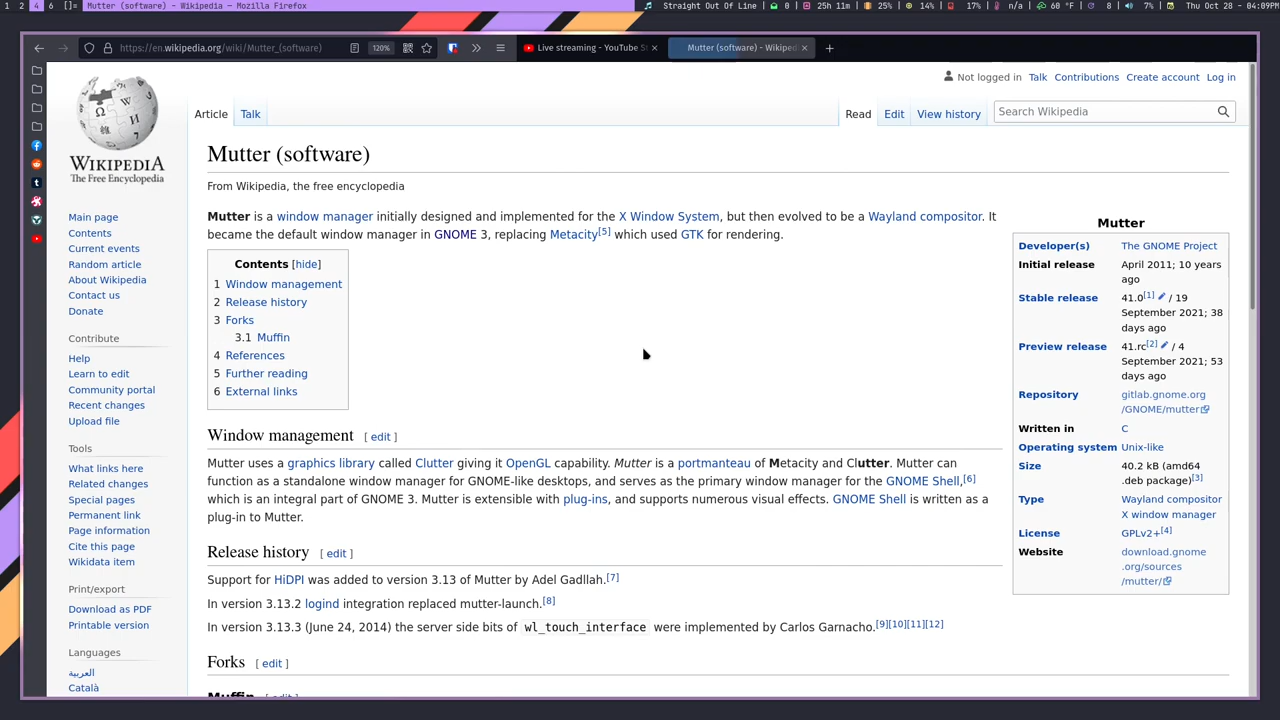 1 2 4 6 []= Mutter (software) - Wikipedia — Mozilla Firefox
Straight Out Of Line | 0 | 25h 11m | 25% | 14% | 17% | n/a | 60 °F | 8 | 7% | Thu Oct 28 - 04:09PM
https://en.wikipedia.org/wiki/Mutter_(software) 120% Live streaming - YouTube S Mutter (software) - Wikiped
Not logged in Talk Contributions Create account Log in
Article Talk Read Edit View history Search Wikipedia
WIKIPEDIA
The Free Encyclopedia
Main page
Contents
Current events
Random article
About Wikipedia
Contact us
Donate
Contribute
Help
Learn to edit
Community portal
Recent changes
Upload file
Tools
What links here
Related changes
Special pages
Permanent link
Page information
Cite this page
Wikidata item
Print/export
Download as PDF
Printable version
Languages
العربية
Català
Mutter (software)
From Wikipedia, the free encyclopedia
Mutter is a window manager initially designed and implemented for the X Window System, but then evolved to be a Wayland compositor. It
became the default window manager in GNOME 3, replacing Metacity[5] which used GTK for rendering.
Contents [hide]
1 Window management
2 Release history
3 Forks
3.1 Muffin
4 References
5 Further reading
6 External links
Window management [ edit ]
Mutter uses a graphics library called Clutter giving it OpenGL capability. Mutter is a portmanteau of Metacity and Clutter. Mutter can
function as a standalone window manager for GNOME-like desktops, and serves as the primary window manager for the GNOME Shell,[6]
which is an integral part of GNOME 3. Mutter is extensible with plug-ins, and supports numerous visual effects. GNOME Shell is written as a
plug-in to Mutter.
Release history [ edit ]
Support for HiDPI was added to version 3.13 of Mutter by Adel Gadllah.[7]
In version 3.13.2 logind integration replaced mutter-launch.[8]
In version 3.13.3 (June 24, 2014) the server side bits of wl_touch_interface were implemented by Carlos Garnacho.[9][10][11][12]
Forks [ edit ]
Muffin [ edit ]
Mutter
Developer(s) The GNOME Project
Initial release April 2011; 10 years
ago
Stable release 41.0[1] / 19
September 2021; 38
days ago
Preview release 41.rc[2] / 4
September 2021; 53
days ago
Repository gitlab.gnome.org
/GNOME/mutter
Written in C
Operating system Unix-like
Size 40.2 kB (amd64
.deb package)[3]
Type Wayland compositor
X window manager
License GPLv2+[4]
Website download.gnome
.org/sources
/mutter/